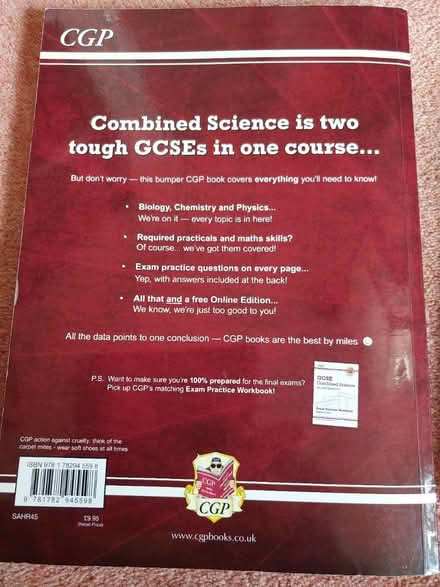 CGP
Combined Science is two
tough GCSEs in one course...
But don't worry — this bumper CGP book covers everything you'll need to know!
• Biology, Chemistry and Physics...
We're on it — every topic is in here!
• Required practicals and maths skills?
Of course... we've got them covered!
• Exam practice questions on every page...
Yep, with answers included at the back!
• All that and a free Online Edition...
We know, we're just too good to you!
All the data points to one conclusion — CGP books are the best by miles
P.S. Want to make sure you're 100% prepared for the final exams?
Pick up CGP's matching Exam Practice Workbook!
GCSE
Combined Science
Exam Practice Workbook
CGP action against cruelty: think of the
carpet mites - wear soft shoes at all times
ISBN 978 1 78294 559 8
9 781782 945598
SAHR45
£9.95
(Retail Price)
CGP
CGP
www.cgpbooks.co.uk